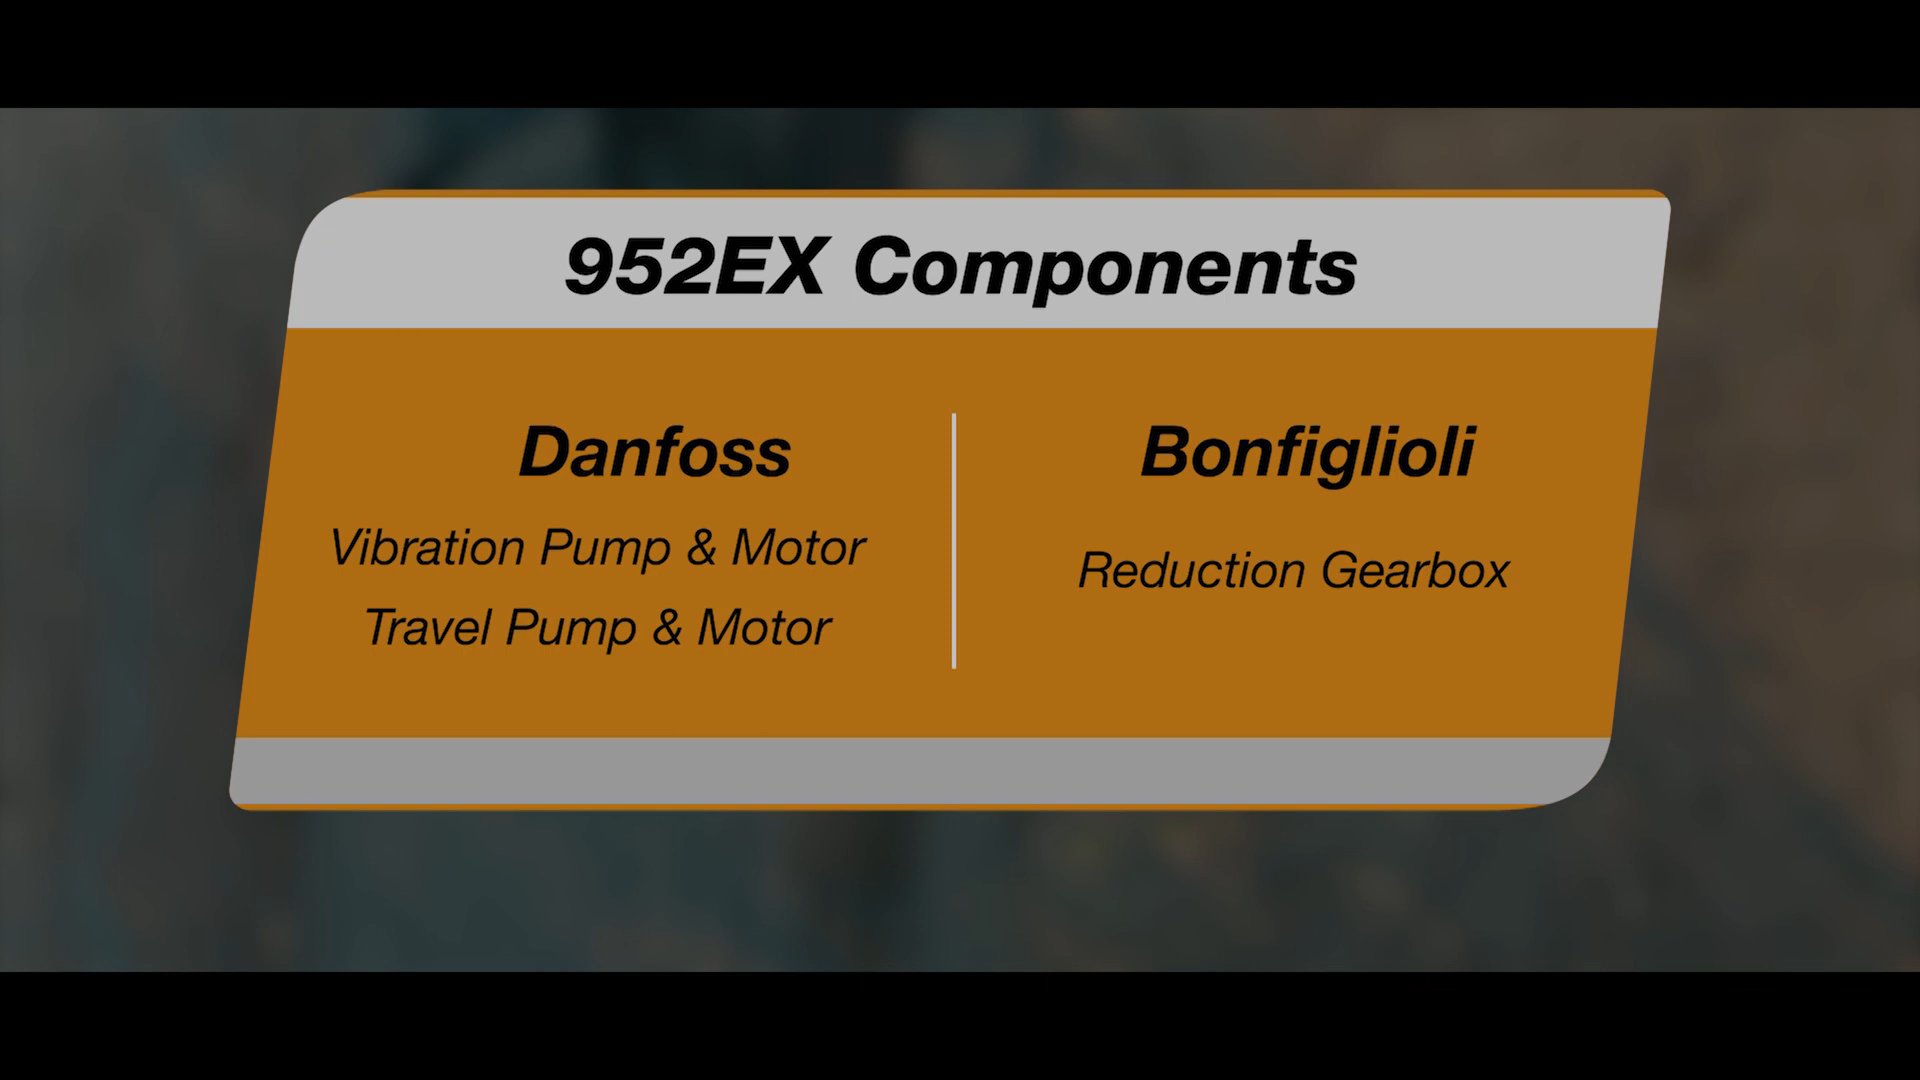 952EX Components
Danfoss
Vibration Pump & Motor
Travel Pump & Motor
Bonfiglioli
Reduction Gearbox